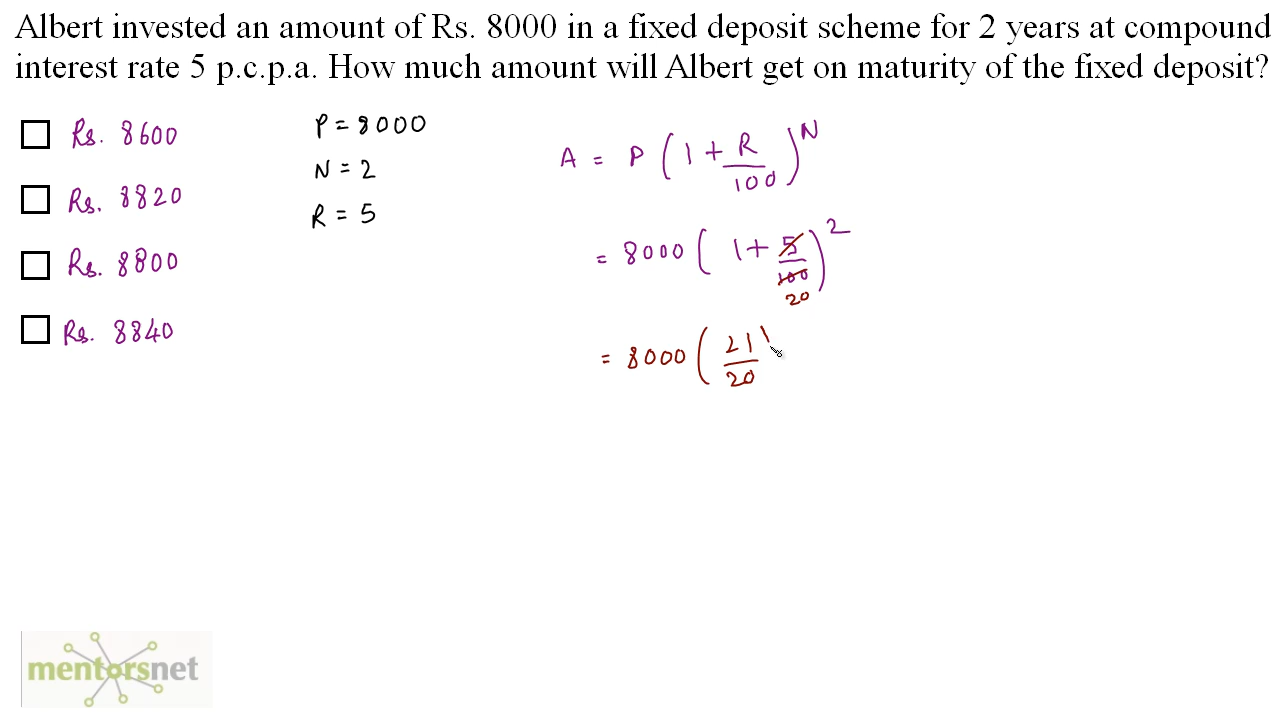 Albert invested an amount of Rs. 8000 in a fixed deposit scheme for 2 years at compound
interest rate 5 p.c.p.a. How much amount will Albert get on maturity of the fixed deposit?
Rs. 8600
Rs. 8820
Rs. 8800
Rs. 8840
P = 8000
N = 2
R = 5
A = P ( 1 + R/100 )^N
= 8000 ( 1 + 5/100 )^2
20
= 8000 ( 21/20 )
mentorsnet